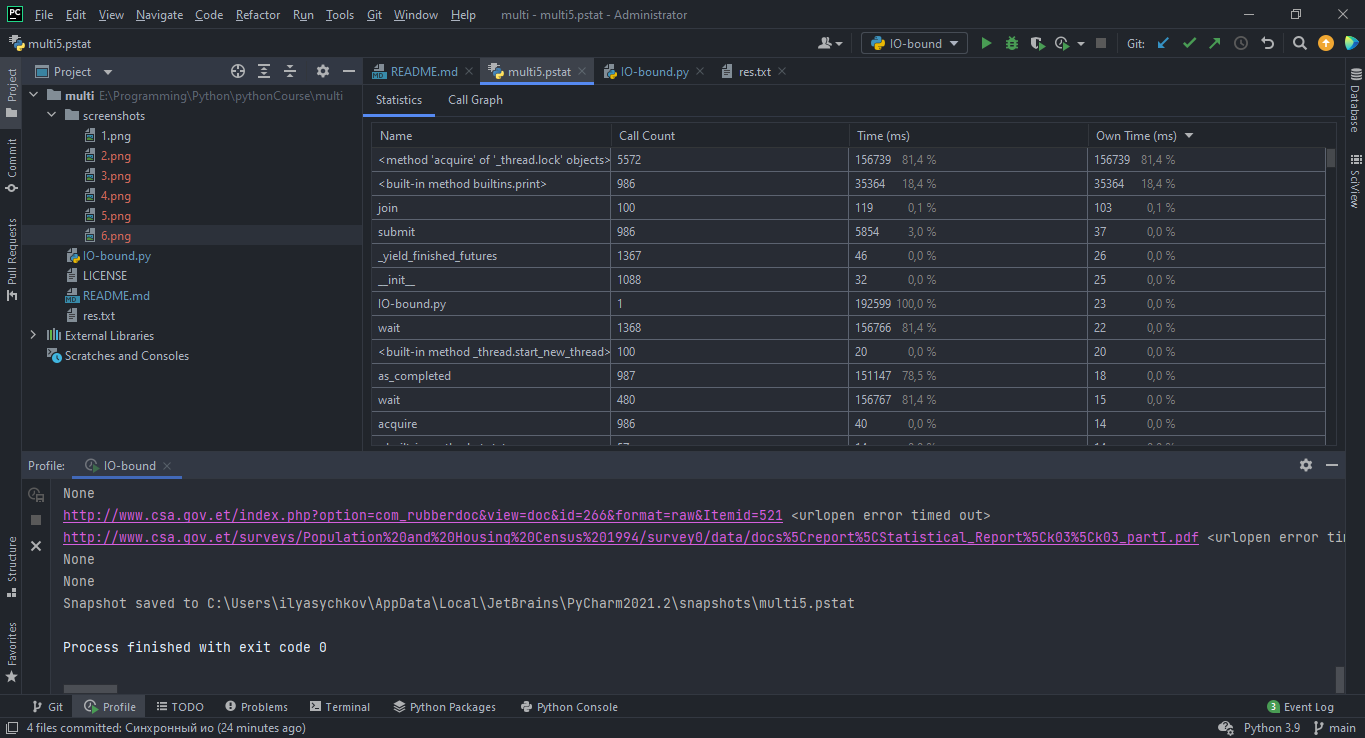 PC File Edit View Navigate Code Refactor Run Tools Git Window Help multi - multi5.pstat - Administrator
multi5.pstat IO-bound Git:
Project README.md multi5.pstat IO-bound.py res.txt
multi E:\Programming\Python\pythonCourse\multi
screenshots
1.png
2.png
3.png
4.png
5.png
6.png
IO-bound.py
LICENSE
MD README.md
res.txt
External Libraries
Scratches and Consoles
Project
Commit
Pull Requests
Structure
Favorites
Database
SciView
Statistics Call Graph
Name Call Count Time (ms) Own Time (ms)
<method 'acquire' of '_thread.lock' objects> 5572 156739 81,4 % 156739 81,4 %
<built-in method builtins.print> 986 35364 18,4 % 35364 18,4 %
join 100 119 0,1 % 103 0,1 %
submit 986 5854 3,0 % 37 0,0 %
_yield_finished_futures 1367 46 0,0 % 26 0,0 %
__init__ 1088 32 0,0 % 25 0,0 %
IO-bound.py 1 192599 100,0 % 23 0,0 %
wait 1368 156766 81,4 % 22 0,0 %
<built-in method _thread.start_new_thread> 100 20 0,0 % 20 0,0 %
as_completed 987 151147 78,5 % 18 0,0 %
wait 480 156767 81,4 % 15 0,0 %
acquire 986 40 0,0 % 14 0,0 %
Profile: IO-bound
None
http://www.csa.gov.et/index.php?option=com_rubberdoc&view=doc&id=266&format=raw&Itemid=521 <urlopen error timed out>
http://www.csa.gov.et/surveys/Population%20and%20Housing%20Census%201994/survey0/data/docs%5Creport%5CStatistical_Report%5Ck03%5Ck03_partI.pdf <urlopen error ti
None
None
Snapshot saved to C:\Users\ilyasychkov\AppData\Local\JetBrains\PyCharm2021.2\snapshots\multi5.pstat
Process finished with exit code 0
Git Profile TODO Problems Terminal Python Packages Python Console 3 Event Log
4 files committed: Синхронный ио (24 minutes ago) Python 3.9 main